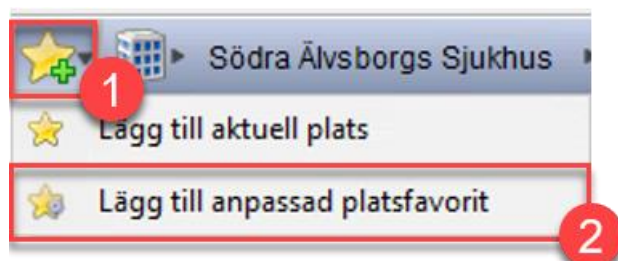 1
Södra Älvsborgs Sjukhus
Lägg till aktuell plats
Lägg till anpassad platsfavorit
2